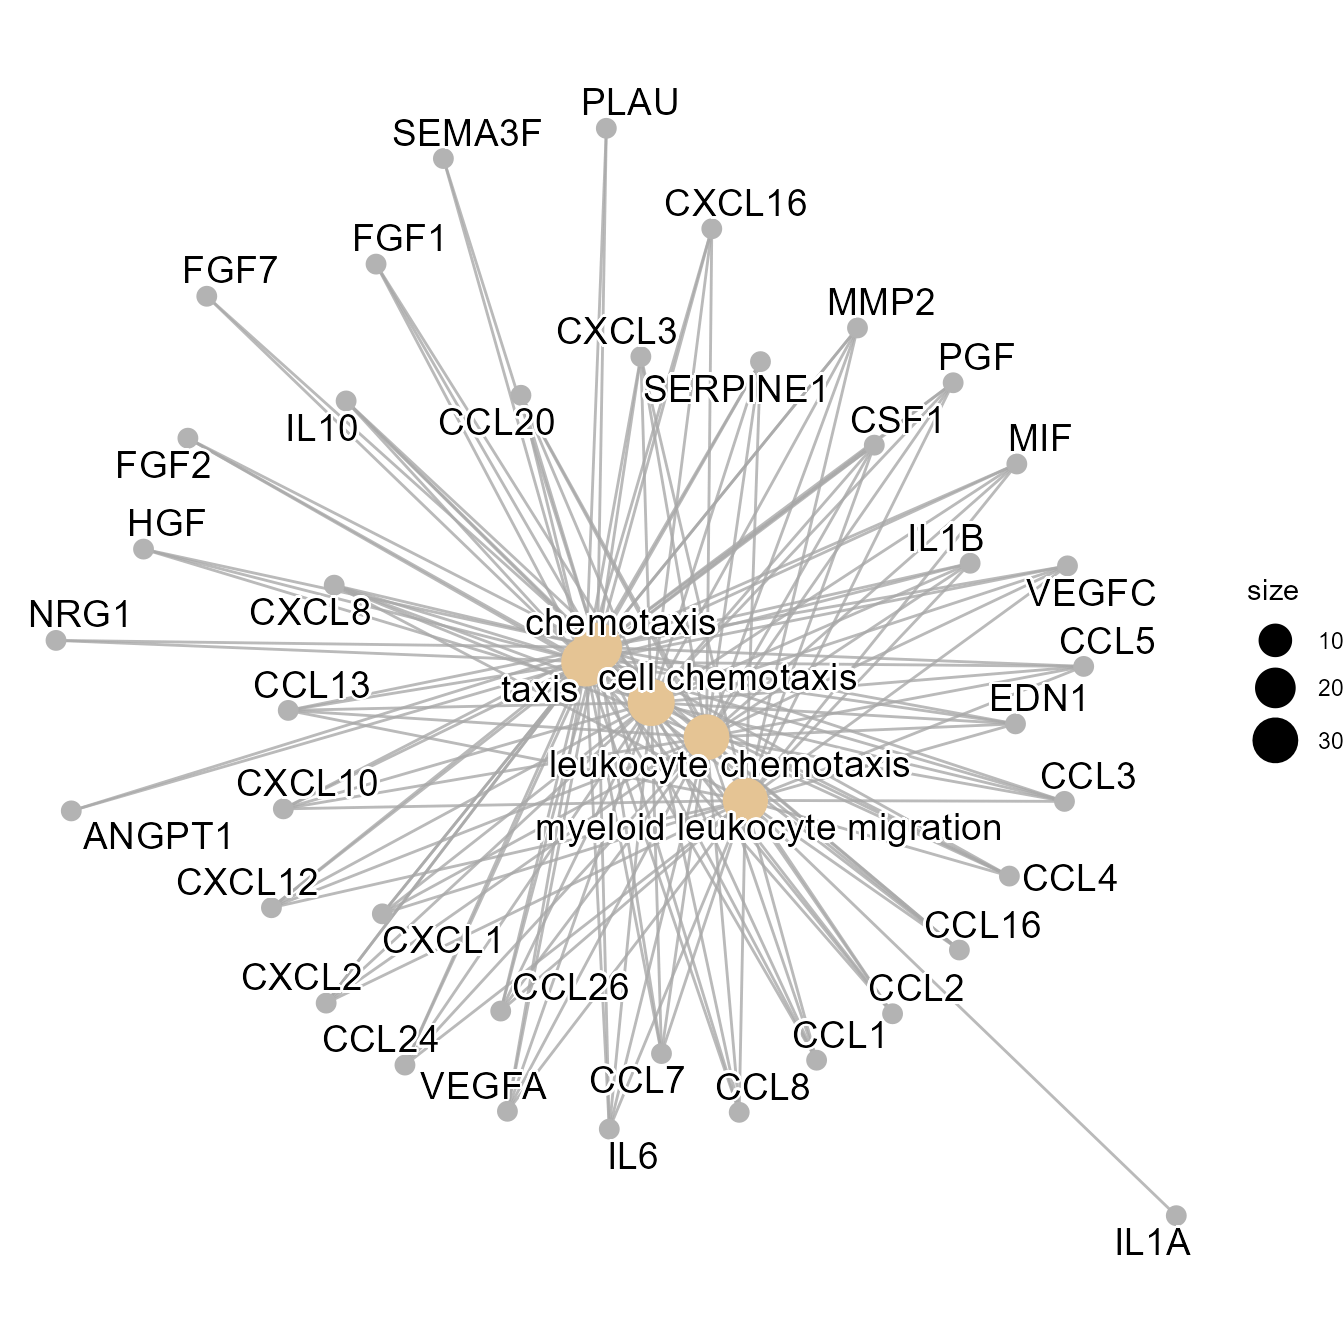 PLAU
SEMA3F
CXCL16
FGF1
FGF7
MMP2
CXCL3
PGF
SERPINE1
IL10
CCL20
CSF1
MIF
FGF2
HGF
IL1B
VEGFC
size
NRG1
CXCL8
chemotaxis
CCL5
10
CCL13
taxis
cell chemotaxis
EDN1
20
30
leukocyte chemotaxis
CXCL10
CCL3
ANGPT1
myeloid leukocyte migration
CXCL12
CCL4
CXCL1
CCL16
CXCL2
CCL26
CCL2
CCL24
CCL1
VEGFA
CCL7
CCL8
IL6
IL1A